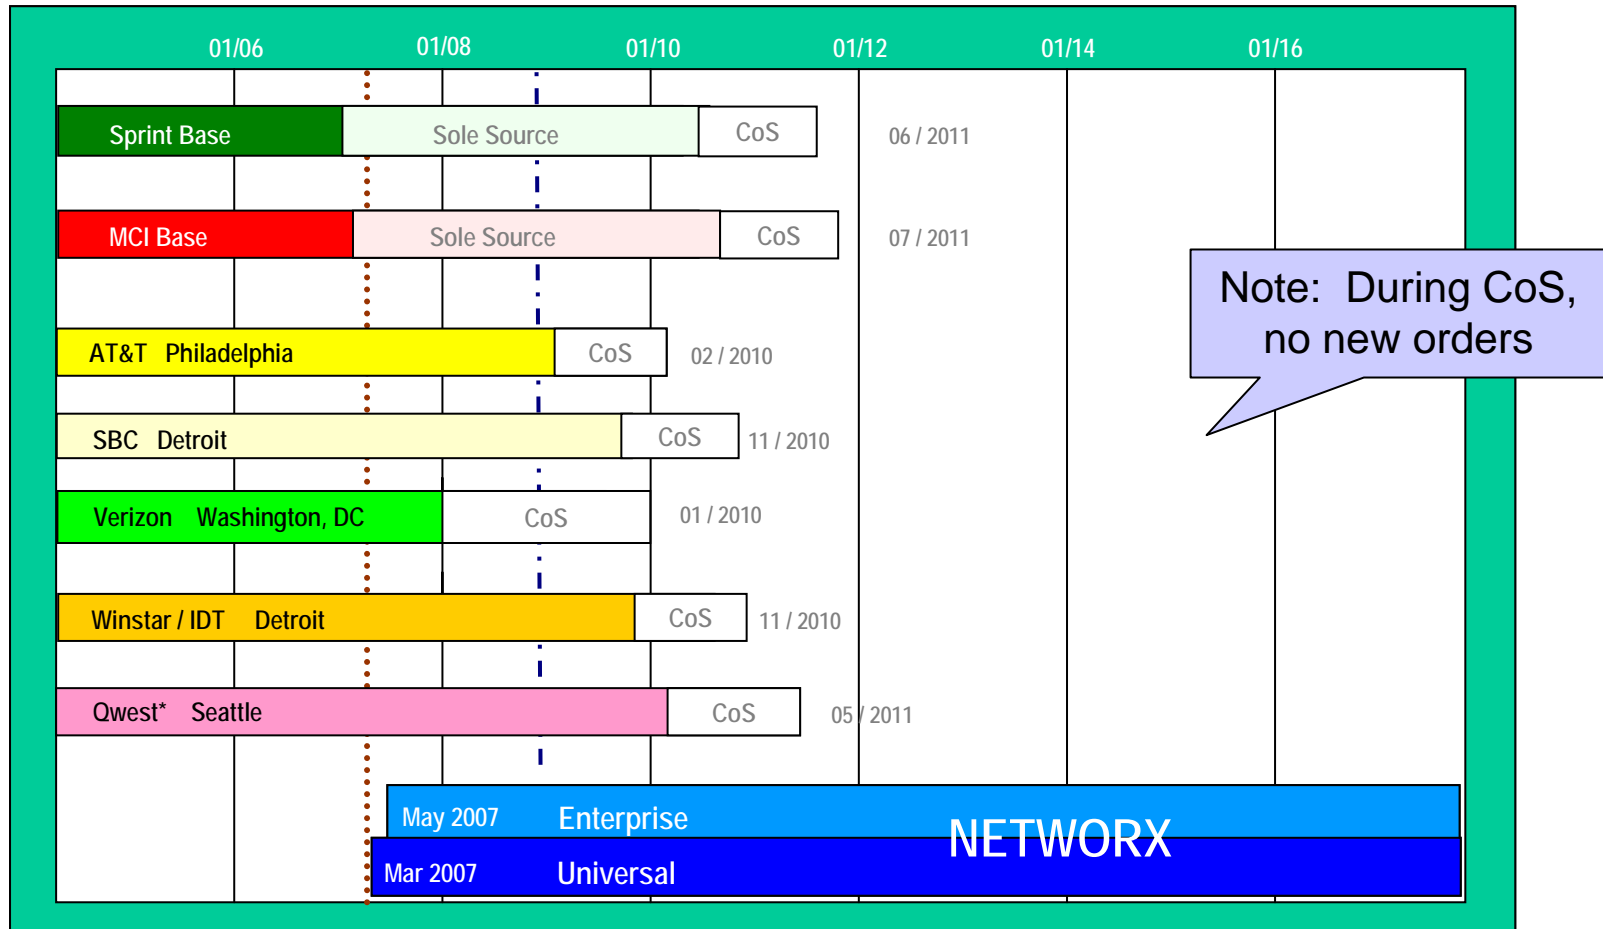 01/06 01/08 01/10 01/12 01/14 01/16
Sprint Base Sole Source CoS 06 / 2011
MCI Base Sole Source CoS 07 / 2011
Note: During CoS,
no new orders
AT&T Philadelphia CoS 02 / 2010
SBC Detroit CoS 11 / 2010
Verizon Washington, DC CoS 01 / 2010
Winstar / IDT Detroit CoS 11 / 2010
Qwest* Seattle CoS 05 / 2011
May 2007 Enterprise
NETWORX
Mar 2007 Universal